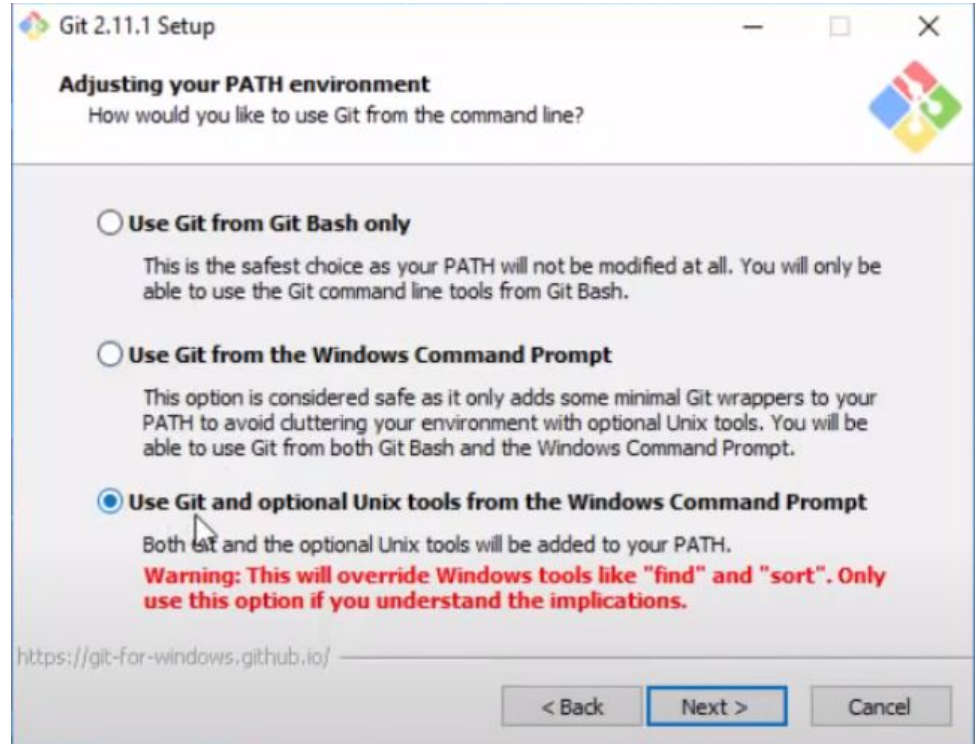 Git 2.11.1 Setup
Adjusting your PATH environment
How would you like to use Git from the command line?
Use Git from Git Bash only
This is the safest choice as your PATH will not be modified at all. You will only be
able to use the Git command line tools from Git Bash.
Use Git from the Windows Command Prompt
This option is considered safe as it only adds some minimal Git wrappers to your
PATH to avoid cluttering your environment with optional Unix tools. You will be
able to use Git from both Git Bash and the Windows Command Prompt.
Use Git and optional Unix tools from the Windows Command Prompt
Both Git and the optional Unix tools will be added to your PATH.
Warning: This will override Windows tools like "find" and "sort". Only
use this option if you understand the implications.
https://git-for-windows.github.io/
< Back Next > Cancel